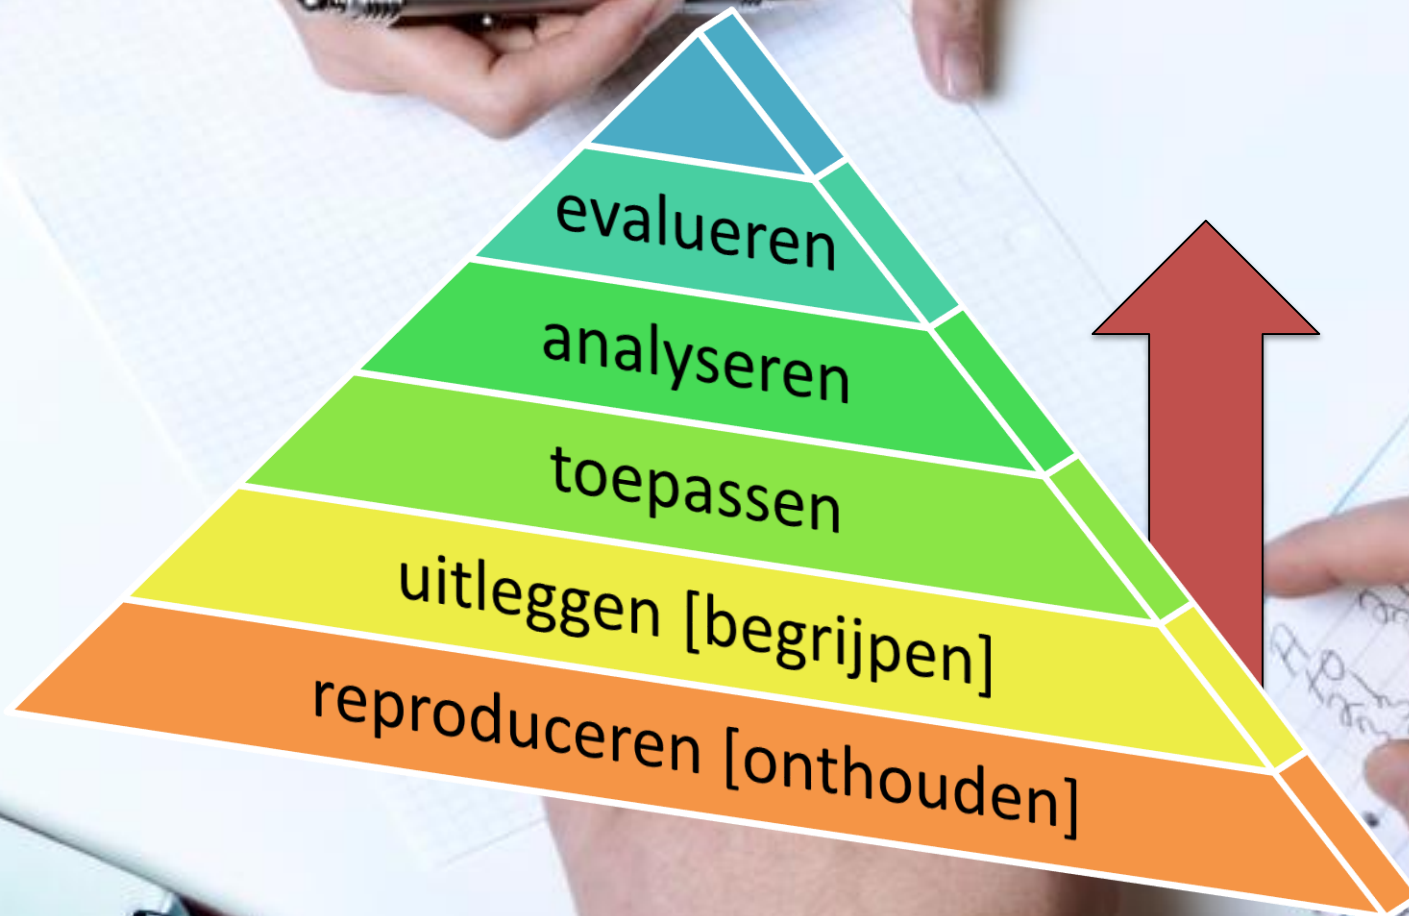 evalueren
analyseren
toepassen
uitleggen [begrijpen]
reproduceren [onthouden]